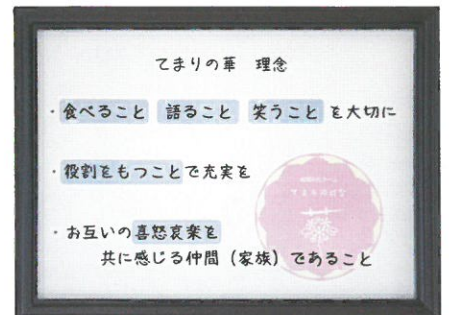 てまりの華 理念
・食べること 語ること 笑うこと を大切に
・役割をもつことで充実を
・お互いの喜怒哀楽を
共に感じる仲間（家族）であること